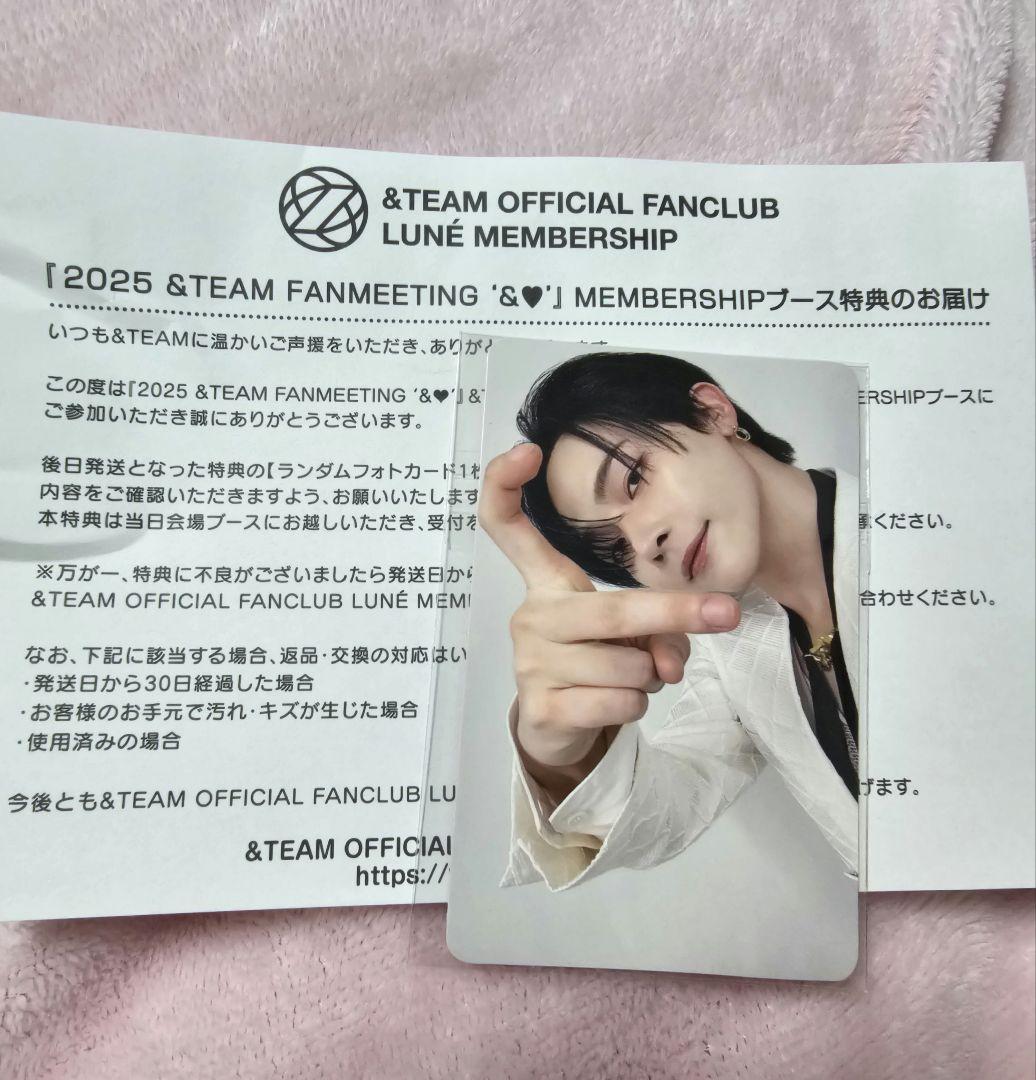 &TEAM OFFICIAL FANCLUB
LUNÉ MEMBERSHIP
『2025 &TEAM FANMEETING ‘&♥’』 MEMBERSHIPブース特典のお届け
いつも&TEAMに温かいご声援をいただき、ありが
この度は『2025 &TEAM FANMEETING ‘&♥’』 &T ERSHIPブースに
ご参加いただき誠にありがとうございます。
後日発送となった特典の【ランダムフォトカード1枚
内容をご確認いただきますよう、お願いいたします
本特典は当日会場ブースにお越しいただき、受付を ください。
※万が一、特典に不良がございましたら発送日から
&TEAM OFFICIAL FANCLUB LUNÉ MEM 合わせください。
なお、下記に該当する場合、返品・交換の対応はい
・発送日から30日経過した場合
・お客様のお手元で汚れ・キズが生じた場合
・使用済みの場合
今後とも&TEAM OFFICIAL FANCLUB LU げます。
&TEAM OFFICIAL
https://